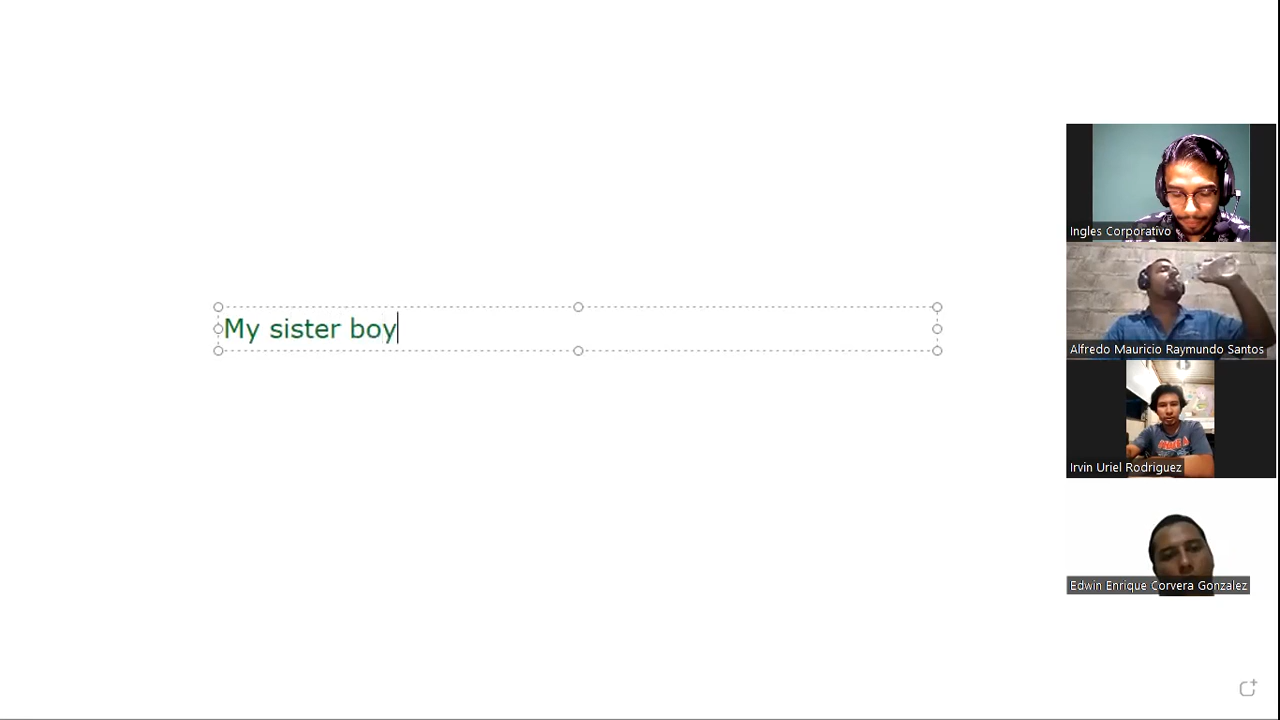 My sister boy
Ingles Corporativo
Alfredo Mauricio Raymundo Santos
Irvin Uriel Rodriguez
Edwin Enrique Corvera Gonzalez